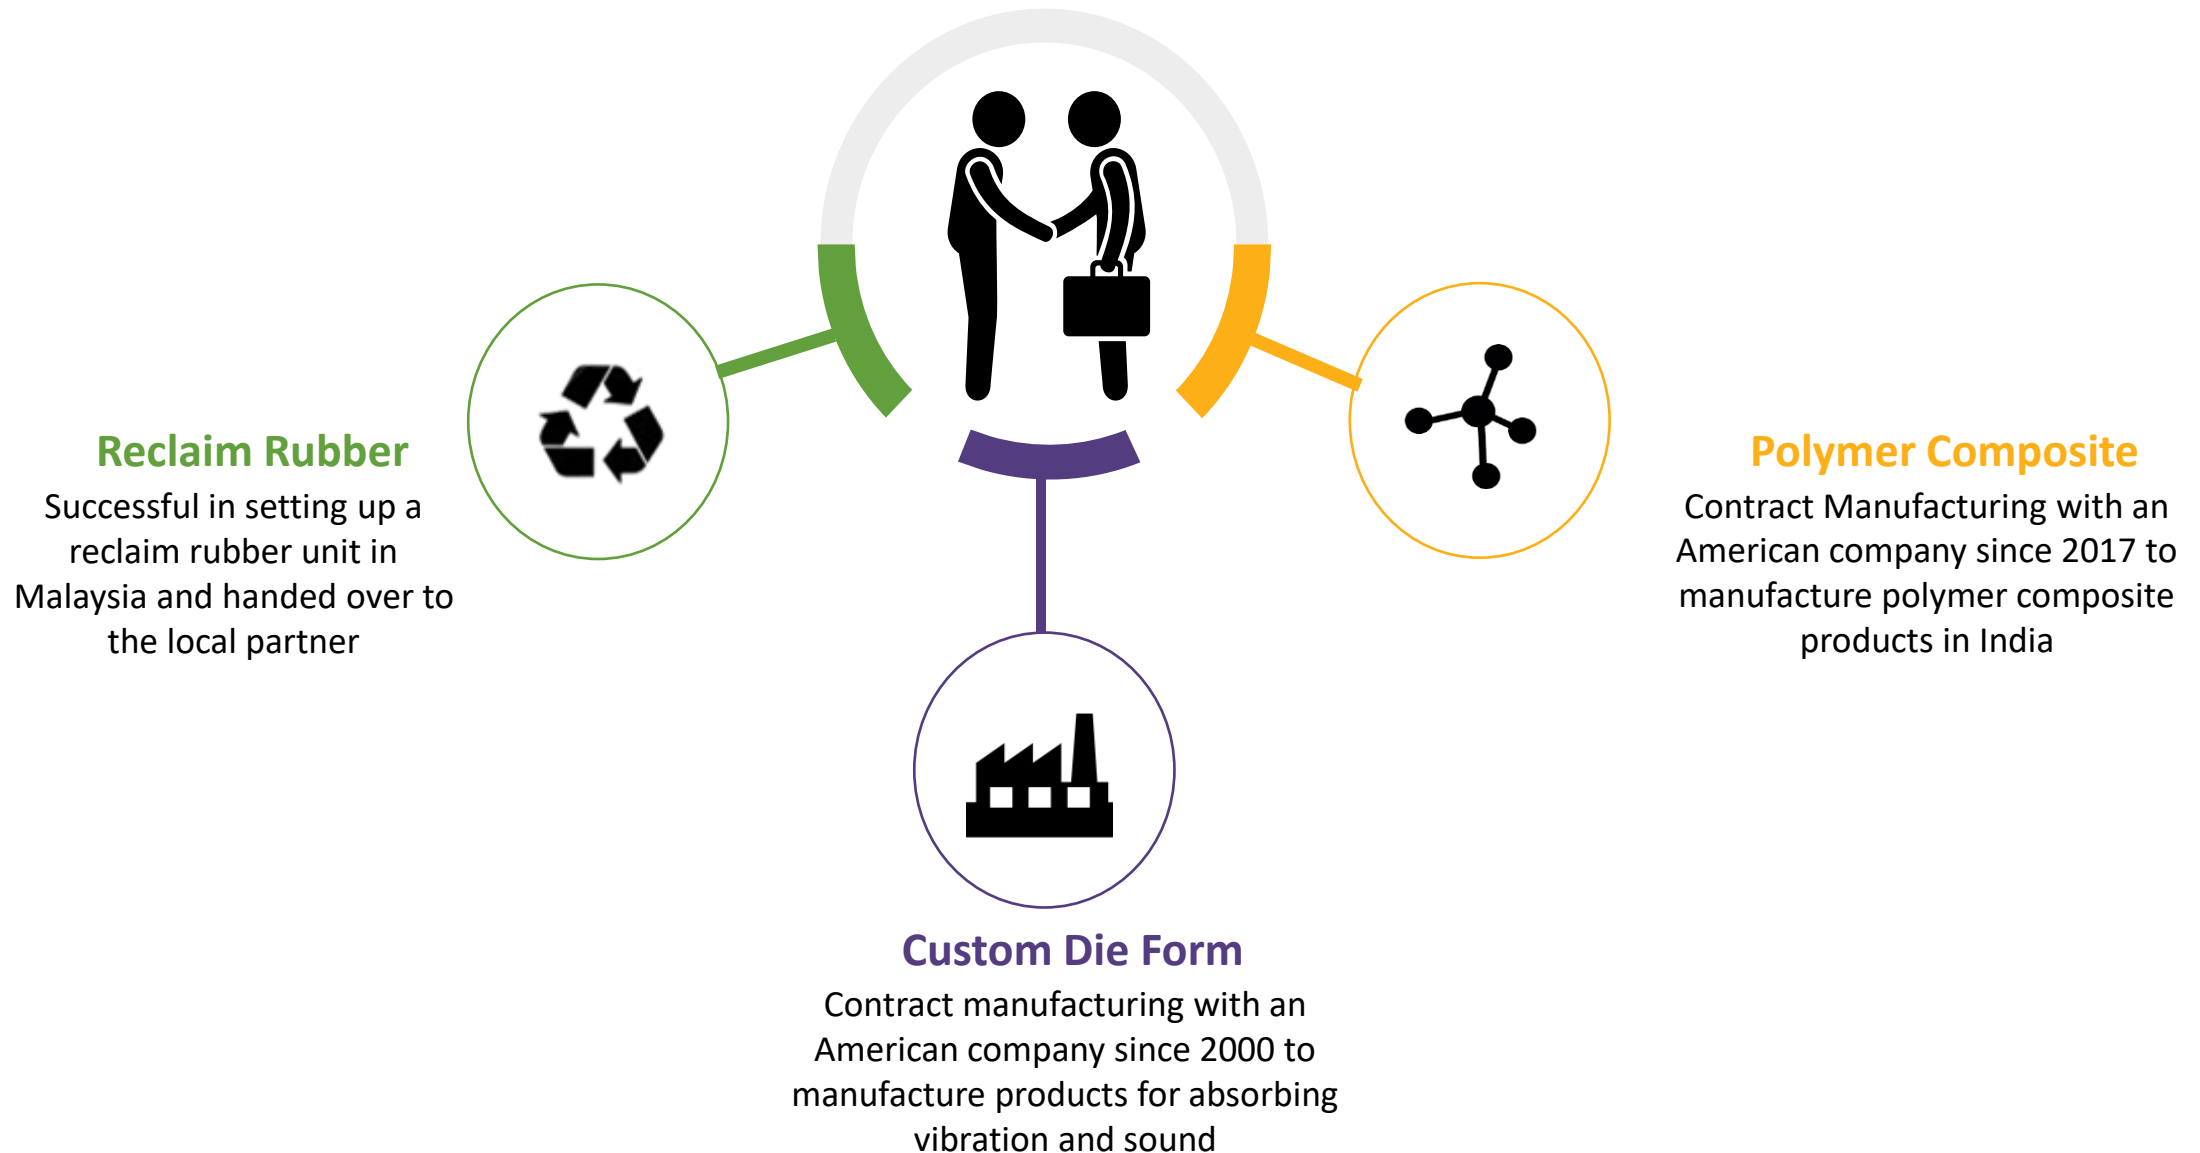 Reclaim Rubber
Successful in setting up a
reclaim rubber unit in
Malaysia and handed over to
the local partner
Custom Die Form
Contract manufacturing with an
American company since 2000 to
manufacture products for absorbing
vibration and sound
Polymer Composite
Contract Manufacturing with an
American company since 2017 to
manufacture polymer composite
products in India